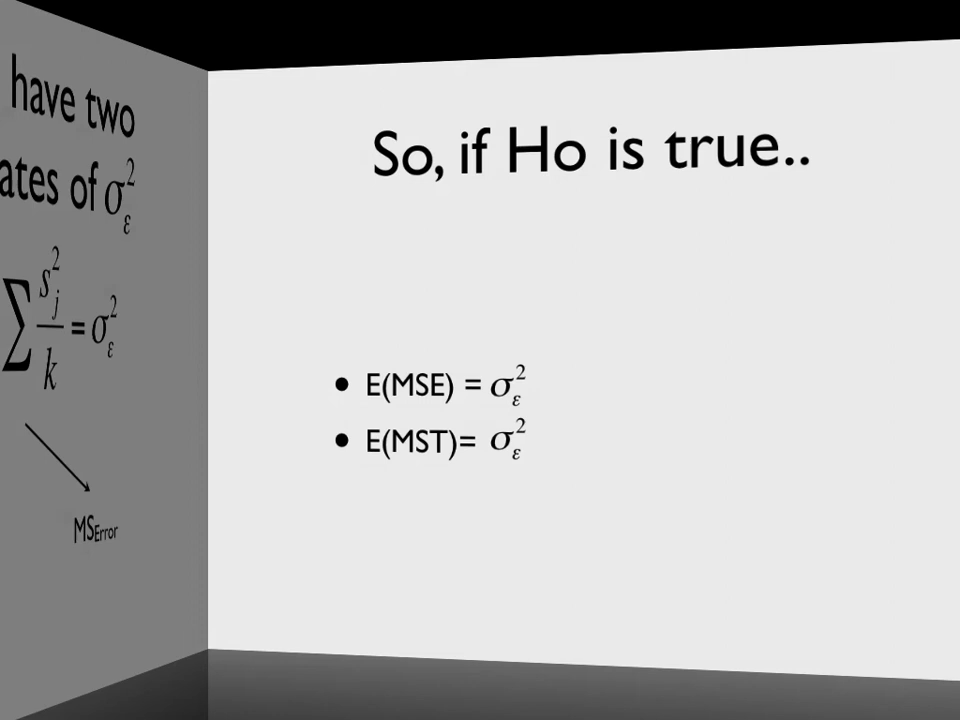 have two
ates of σ²ε
∑ s²j / k = σ²ε
MSError
So, if Ho is true..
• E(MSE) = σ²ε
• E(MST)= σ²ε